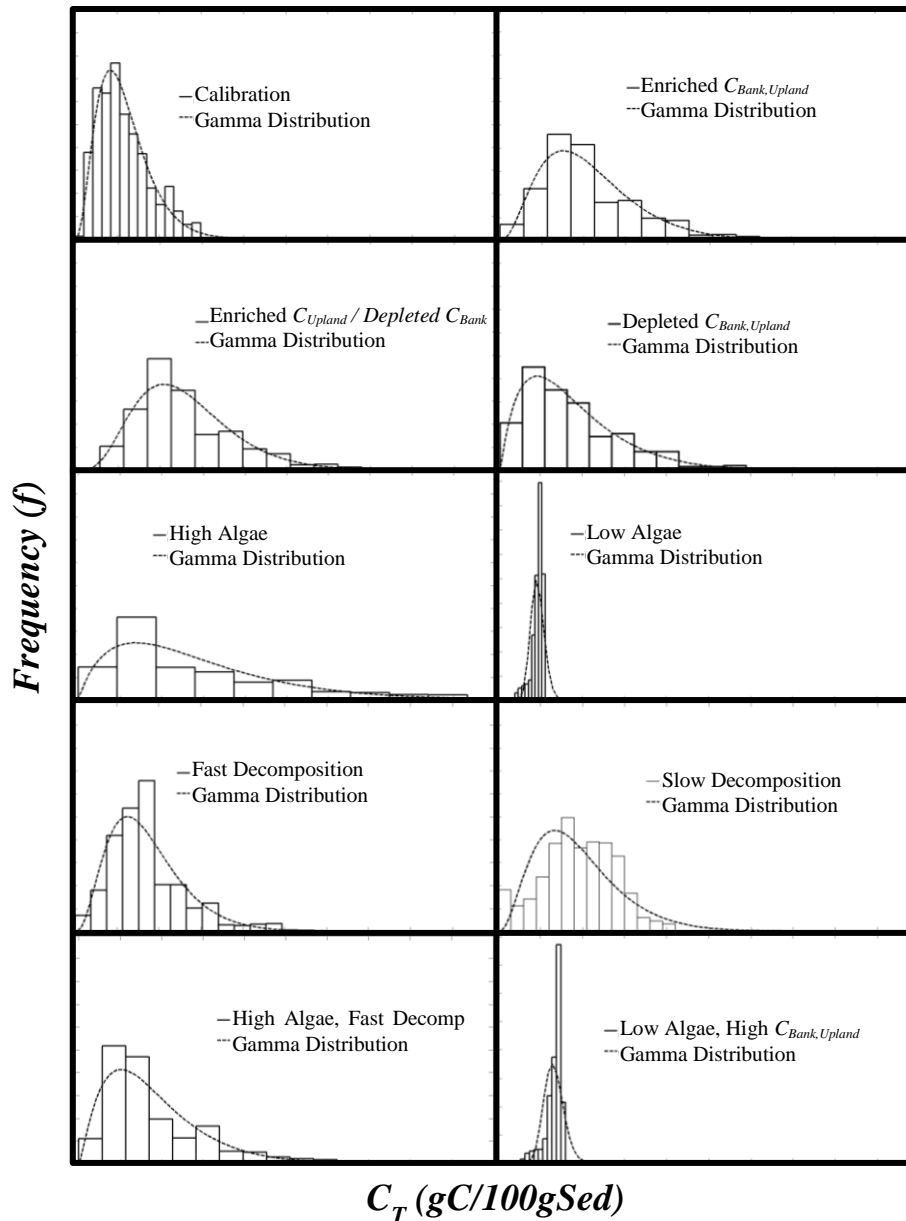 Calibration
Gamma Distribution
Enriched C_Bank,Upland
Gamma Distribution
Enriched C_Upland / Depleted C_Bank
Gamma Distribution
Depleted C_Bank,Upland
Gamma Distribution
High Algae
Gamma Distribution
Low Algae
Gamma Distribution
Fast Decomposition
Gamma Distribution
Slow Decomposition
Gamma Distribution
High Algae, Fast Decomp
Gamma Distribution
Low Algae, High C_Bank,Upland
Gamma Distribution
Frequency (f)
C_T (gC/100gSed)